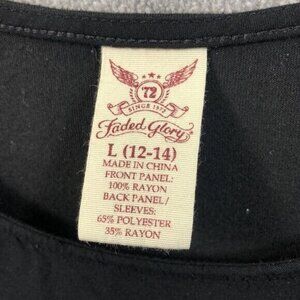 72
SINCE 1972
Faded Glory
L (12-14)
MADE IN CHINA
FRONT PANEL:
100% RAYON
BACK PANEL/
SLEEVES:
65% POLYESTER
35% RAYON